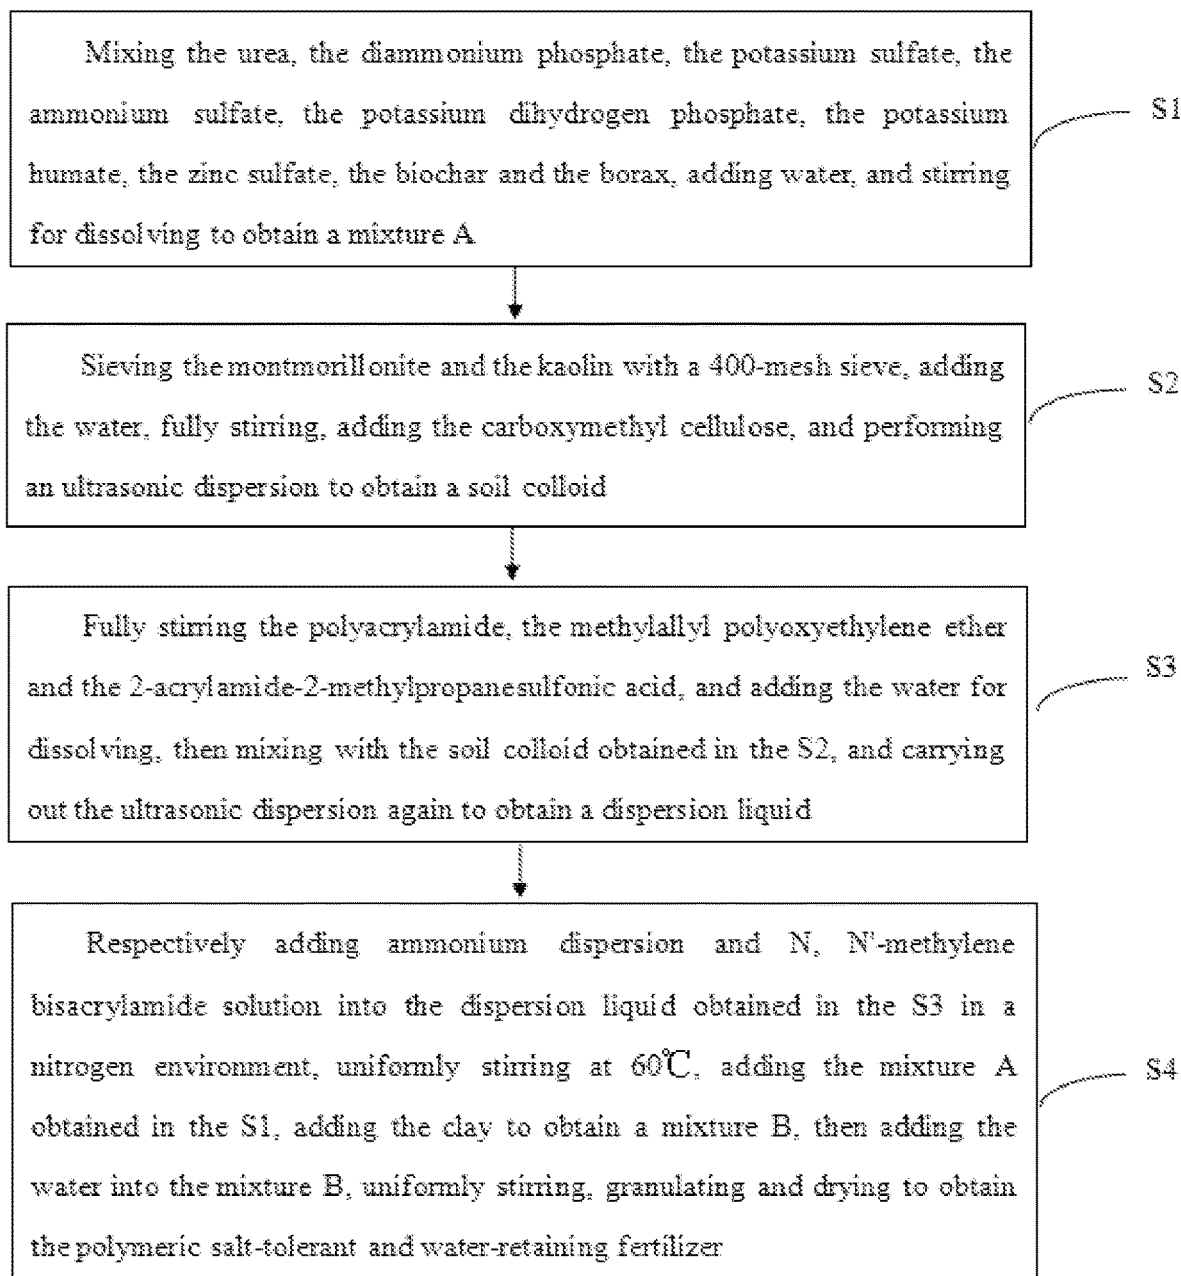 Mixing the urea, the diammonium phosphate, the potassium sulfate, the
ammonium sulfate, the potassium dihydrogen phosphate, the potassium
humate, the zinc sulfate, the biochar and the borax, adding water, and stirring
for dissolving to obtain a mixture A
S1
Sieving the montmorillonite and the kaolin with a 400-mesh sieve, adding
the water, fully stirring, adding the carboxymethyl cellulose, and performing
an ultrasonic dispersion to obtain a soil colloid
S2
Fully stirring the polyacrylamide, the methylallyl polyoxyethylene ether
and the 2-acrylamide-2-methylpropanesulfonic acid, and adding the water for
dissolving, then mixing with the soil colloid obtained in the S2, and carrying
out the ultrasonic dispersion again to obtain a dispersion liquid
S3
Respectively adding ammonium dispersion and N, N'-methylene
bisacrylamide solution into the dispersion liquid obtained in the S3 in a
nitrogen environment, uniformly stirring at 60℃, adding the mixture A
obtained in the S1, adding the clay to obtain a mixture B, then adding the
water into the mixture B, uniformly stirring, granulating and drying to obtain
the polymeric salt-tolerant and water-retaining fertilizer
S4